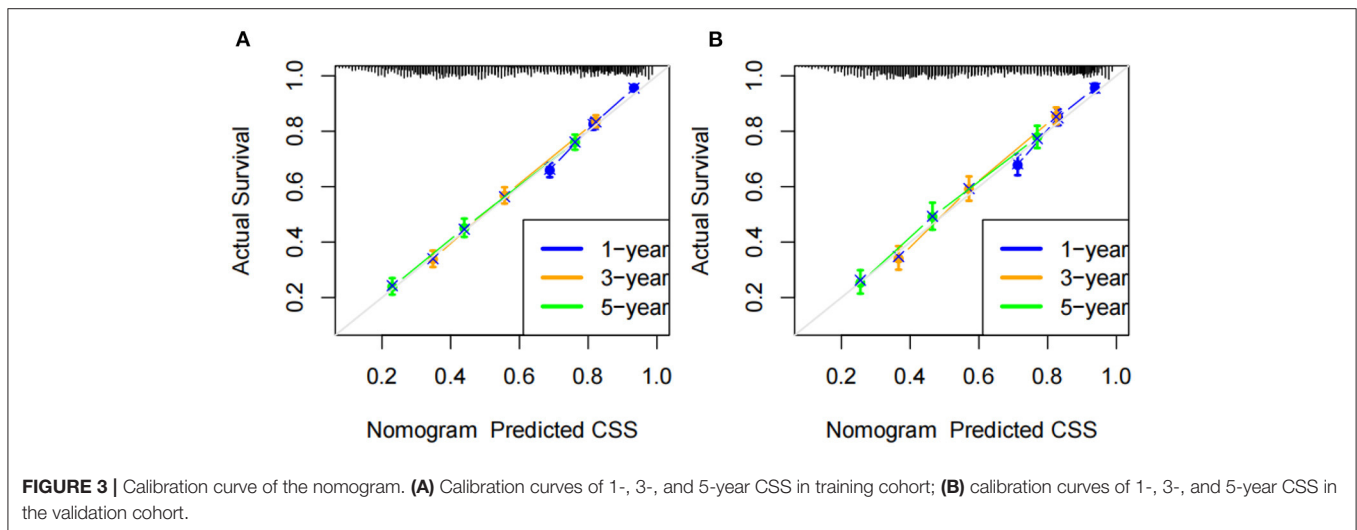 A
Actual Survival
1.0
0.8
0.6
0.4
0.2
1-year
3-year
5-year
0.2 0.4 0.6 0.8 1.0
Nomogram Predicted CSS
B
Actual Survival
1.0
0.8
0.6
0.4
0.2
1-year
3-year
5-year
0.2 0.4 0.6 0.8 1.0
Nomogram Predicted CSS
FIGURE 3 | Calibration curve of the nomogram. (A) Calibration curves of 1-, 3-, and 5-year CSS in training cohort; (B) calibration curves of 1-, 3-, and 5-year CSS in
the validation cohort.